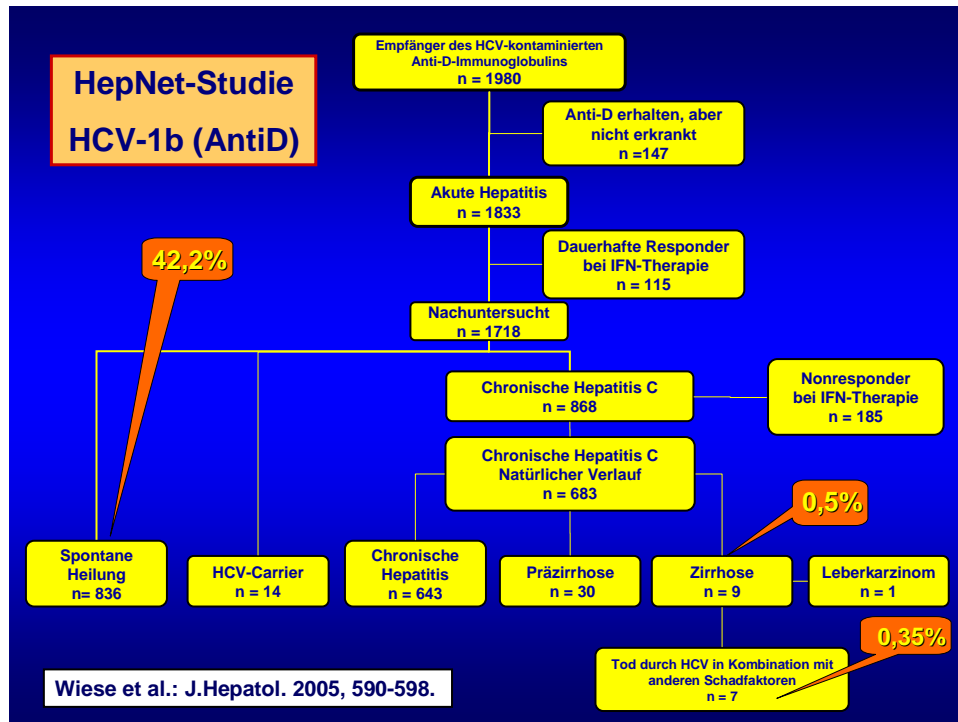 HepNet-Studie
HCV-1b (AntiD)
Empfänger des HCV-kontaminierten
Anti-D-Immunoglobulins
n = 1980
Anti-D erhalten, aber
nicht erkrankt
n =147
Akute Hepatitis
n = 1833
Dauerhafte Responder
bei IFN-Therapie
n = 115
42,2%
Nachuntersucht
n = 1718
Chronische Hepatitis C
n = 868
Nonresponder
bei IFN-Therapie
n = 185
Chronische Hepatitis C
Natürlicher Verlauf
n = 683
0,5%
Spontane
Heilung
n= 836
HCV-Carrier
n = 14
Chronische
Hepatitis
n = 643
Präzirrhose
n = 30
Zirrhose
n = 9
Leberkarzinom
n = 1
0,35%
Tod durch HCV in Kombination mit
anderen Schadfaktoren
n = 7
Wiese et al.: J.Hepatol. 2005, 590-598.